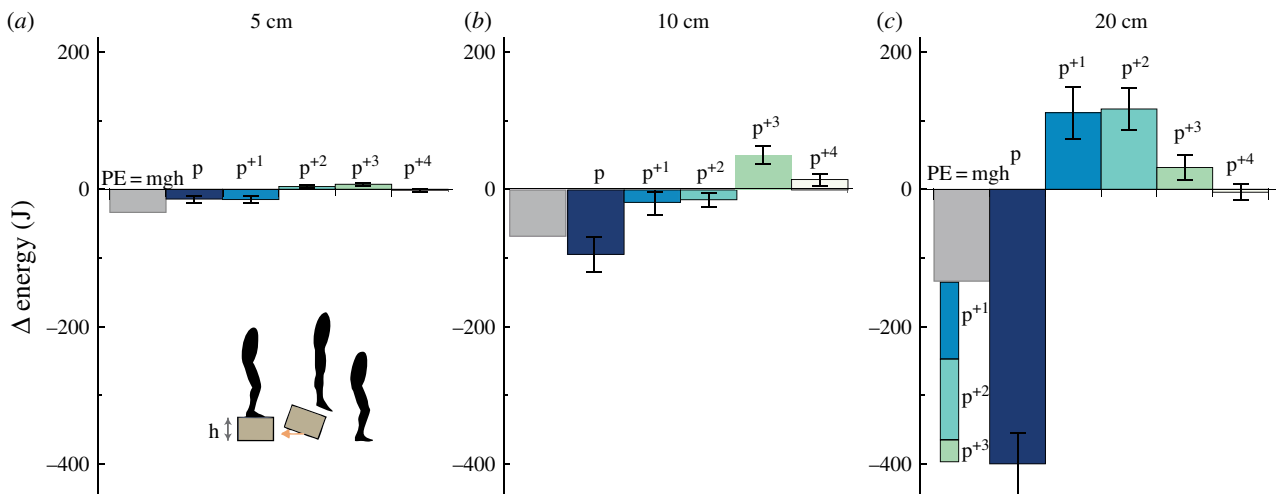 (a) 5 cm
200
0
–200
–400
Δ energy (J)
PE = mgh
p
p+1
p+2
p+3
p+4
h
(b) 10 cm
200
0
–200
–400
p
p+1
p+2
p+3
p+4
(c) 20 cm
200
0
–200
–400
PE = mgh
p
p+1
p+2
p+3
p+4
p+1
p+2
p+3